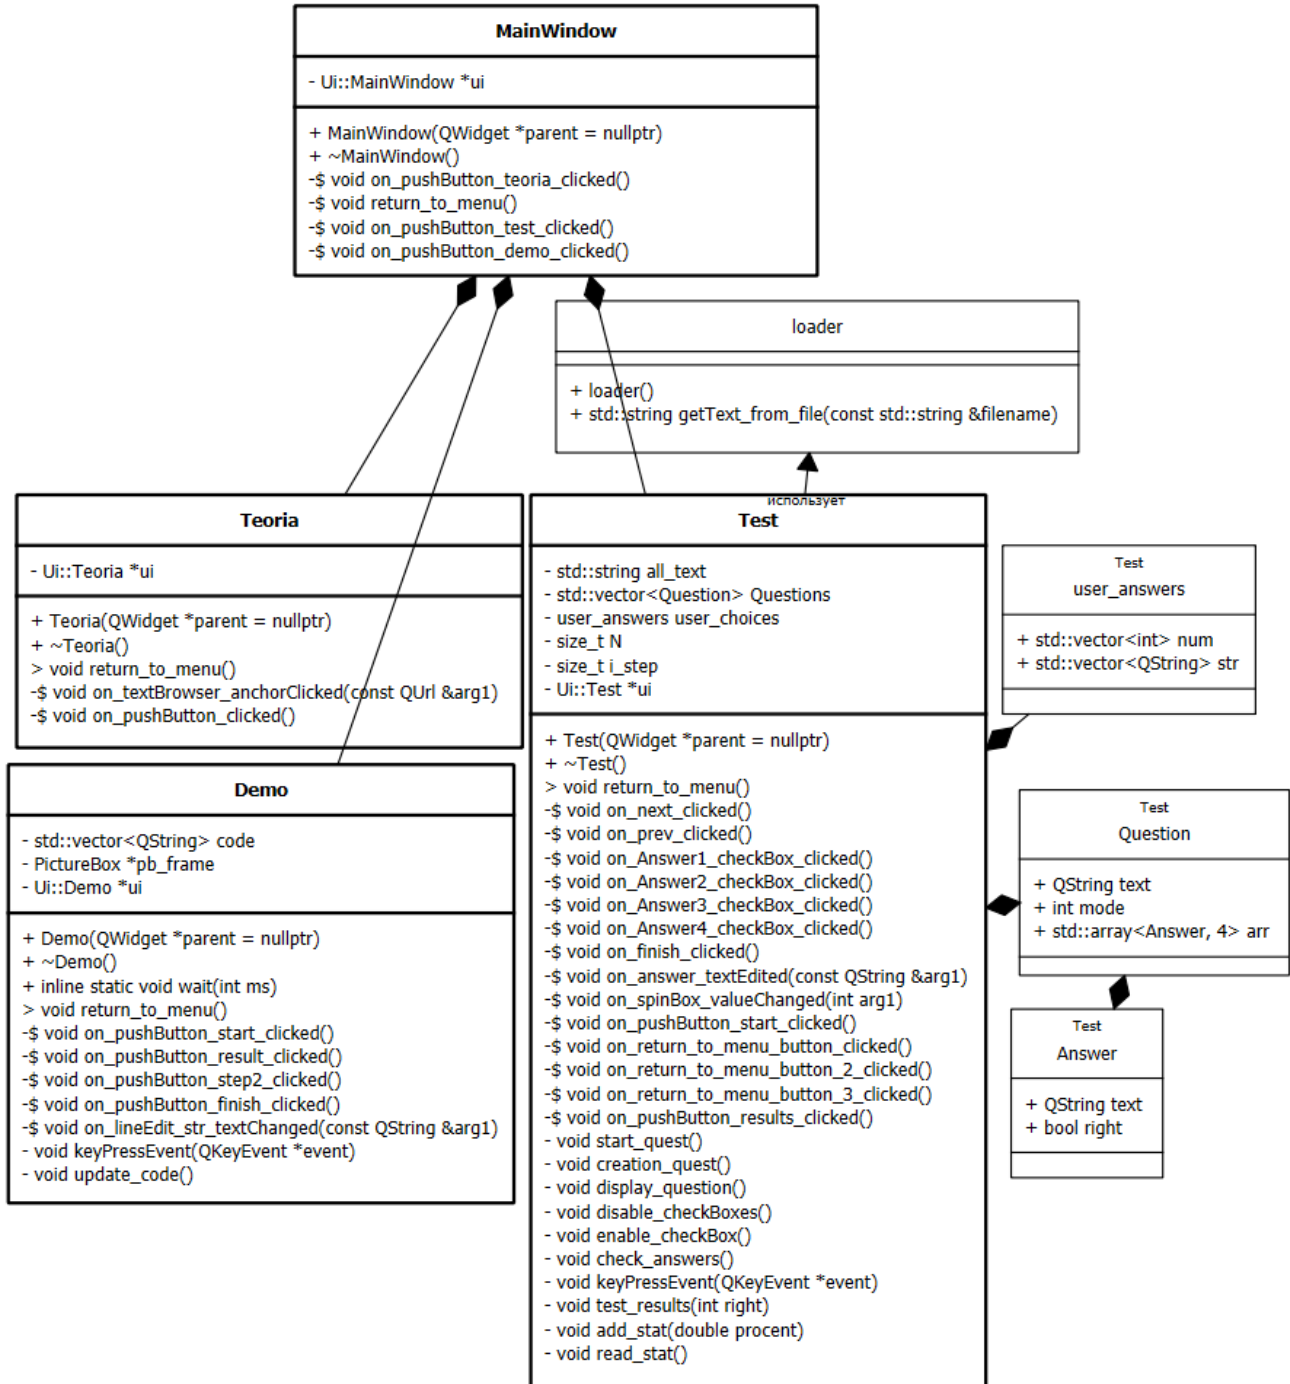 MainWindow
- Ui::MainWindow *ui
+ MainWindow(QWidget *parent = nullptr)
+ ~MainWindow()
-$ void on_pushButton_teoria_clicked()
-$ void return_to_menu()
-$ void on_pushButton_test_clicked()
-$ void on_pushButton_demo_clicked()
loader
+ loader()
+ std::string getText_from_file(const std::string &filename)
использует
Teoria
- Ui::Teoria *ui
+ Teoria(QWidget *parent = nullptr)
+ ~Teoria()
> void return_to_menu()
-$ void on_textBrowser_anchorClicked(const QUrl &arg1)
-$ void on_pushButton_clicked()
Demo
- std::vector<QString> code
- PictureBox *pb_frame
- Ui::Demo *ui
+ Demo(QWidget *parent = nullptr)
+ ~Demo()
+ inline static void wait(int ms)
> void return_to_menu()
-$ void on_pushButton_start_clicked()
-$ void on_pushButton_result_clicked()
-$ void on_pushButton_step2_clicked()
-$ void on_pushButton_finish_clicked()
-$ void on_lineEdit_str_textChanged(const QString &arg1)
- void keyPressEvent(QKeyEvent *event)
- void update_code()
Test
- std::string all_text
- std::vector<Question> Questions
- user_answers user_choices
- size_t N
- size_t i_step
- Ui::Test *ui
+ Test(QWidget *parent = nullptr)
+ ~Test()
> void return_to_menu()
-$ void on_next_clicked()
-$ void on_prev_clicked()
-$ void on_Answer1_checkBox_clicked()
-$ void on_Answer2_checkBox_clicked()
-$ void on_Answer3_checkBox_clicked()
-$ void on_Answer4_checkBox_clicked()
-$ void on_finish_clicked()
-$ void on_answer_textEdited(const QString &arg1)
-$ void on_spinBox_valueChanged(int arg1)
-$ void on_pushButton_start_clicked()
-$ void on_return_to_menu_button_clicked()
-$ void on_return_to_menu_button_2_clicked()
-$ void on_return_to_menu_button_3_clicked()
-$ void on_pushButton_results_clicked()
- void start_quest()
- void creation_quest()
- void display_question()
- void disable_checkBoxes()
- void enable_checkBox()
- void check_answers()
- void keyPressEvent(QKeyEvent *event)
- void test_results(int right)
- void add_stat(double procent)
- void read_stat()
Test
user_answers
+ std::vector<int> num
+ std::vector<QString> str
Test
Question
+ QString text
+ int mode
+ std::array<Answer, 4> arr
Test
Answer
+ QString text
+ bool right